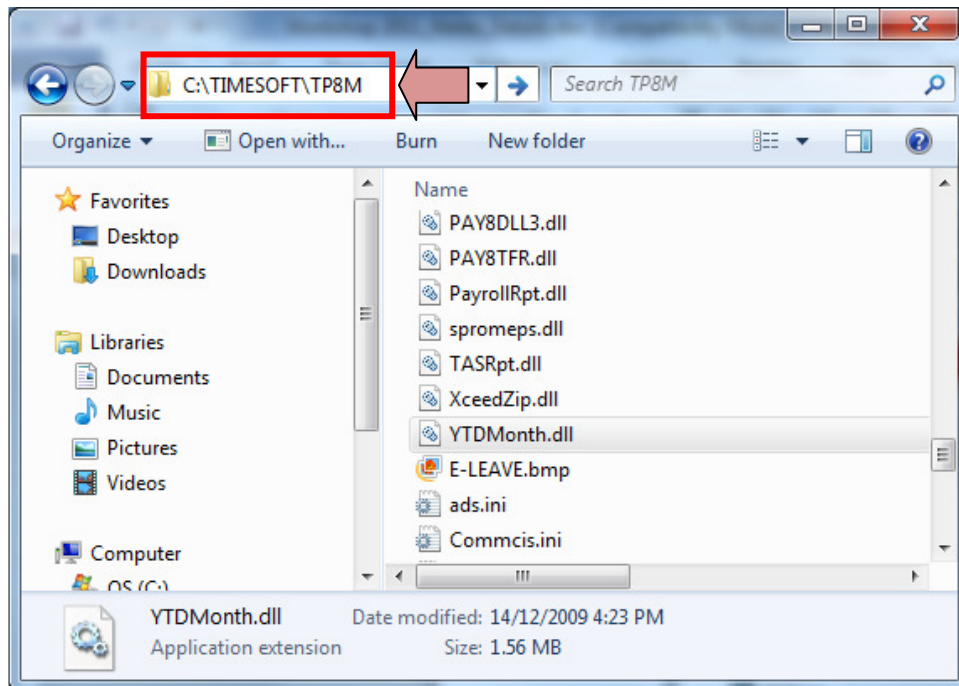 C:\TIMESOFT\TP8M
Search TP8M
Organize Open with... Burn New folder
Favorites
Desktop
Downloads
Libraries
Documents
Music
Pictures
Videos
Computer
OS (C:)
Name
PAY8DLL3.dll
PAY8TFR.dll
PayrollRpt.dll
spromeps.dll
TASRpt.dll
XceedZip.dll
YTDMonth.dll
E-LEAVE.bmp
ads.ini
Commcis.ini
YTDMonth.dll Date modified: 14/12/2009 4:23 PM
Application extension Size: 1.56 MB